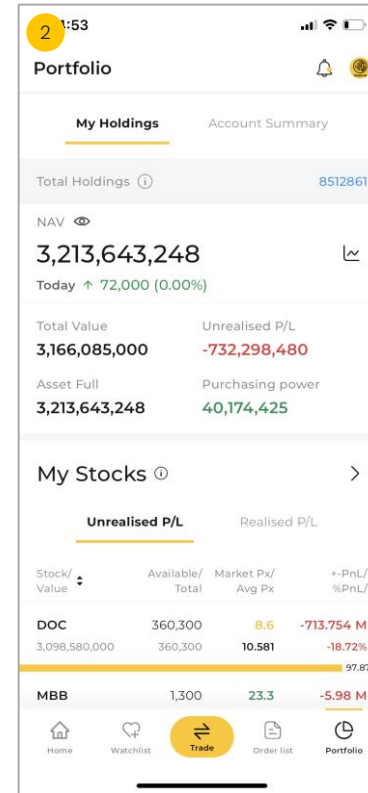 2
:53
Portfolio
My Holdings Account Summary
Total Holdings 8512861
NAV
3,213,643,248
Today ↑ 72,000 (0.00%)
Total Value Unrealised P/L
3,166,085,000 -732,298,480
Asset Full Purchasing power
3,213,643,248 40,174,425
My Stocks
Unrealised P/L Realised P/L
Stock/ Available/ Market Px/ +-PnL/
Value Total Avg Px %PnL/
DOC 360,300 8.6 -713.754 M
3,098,580,000 360,300 10.581 -18.72%
97.87
MBB 1,300 23.3 -5.98 M
Home Watchlist Trade Order list Portfolio